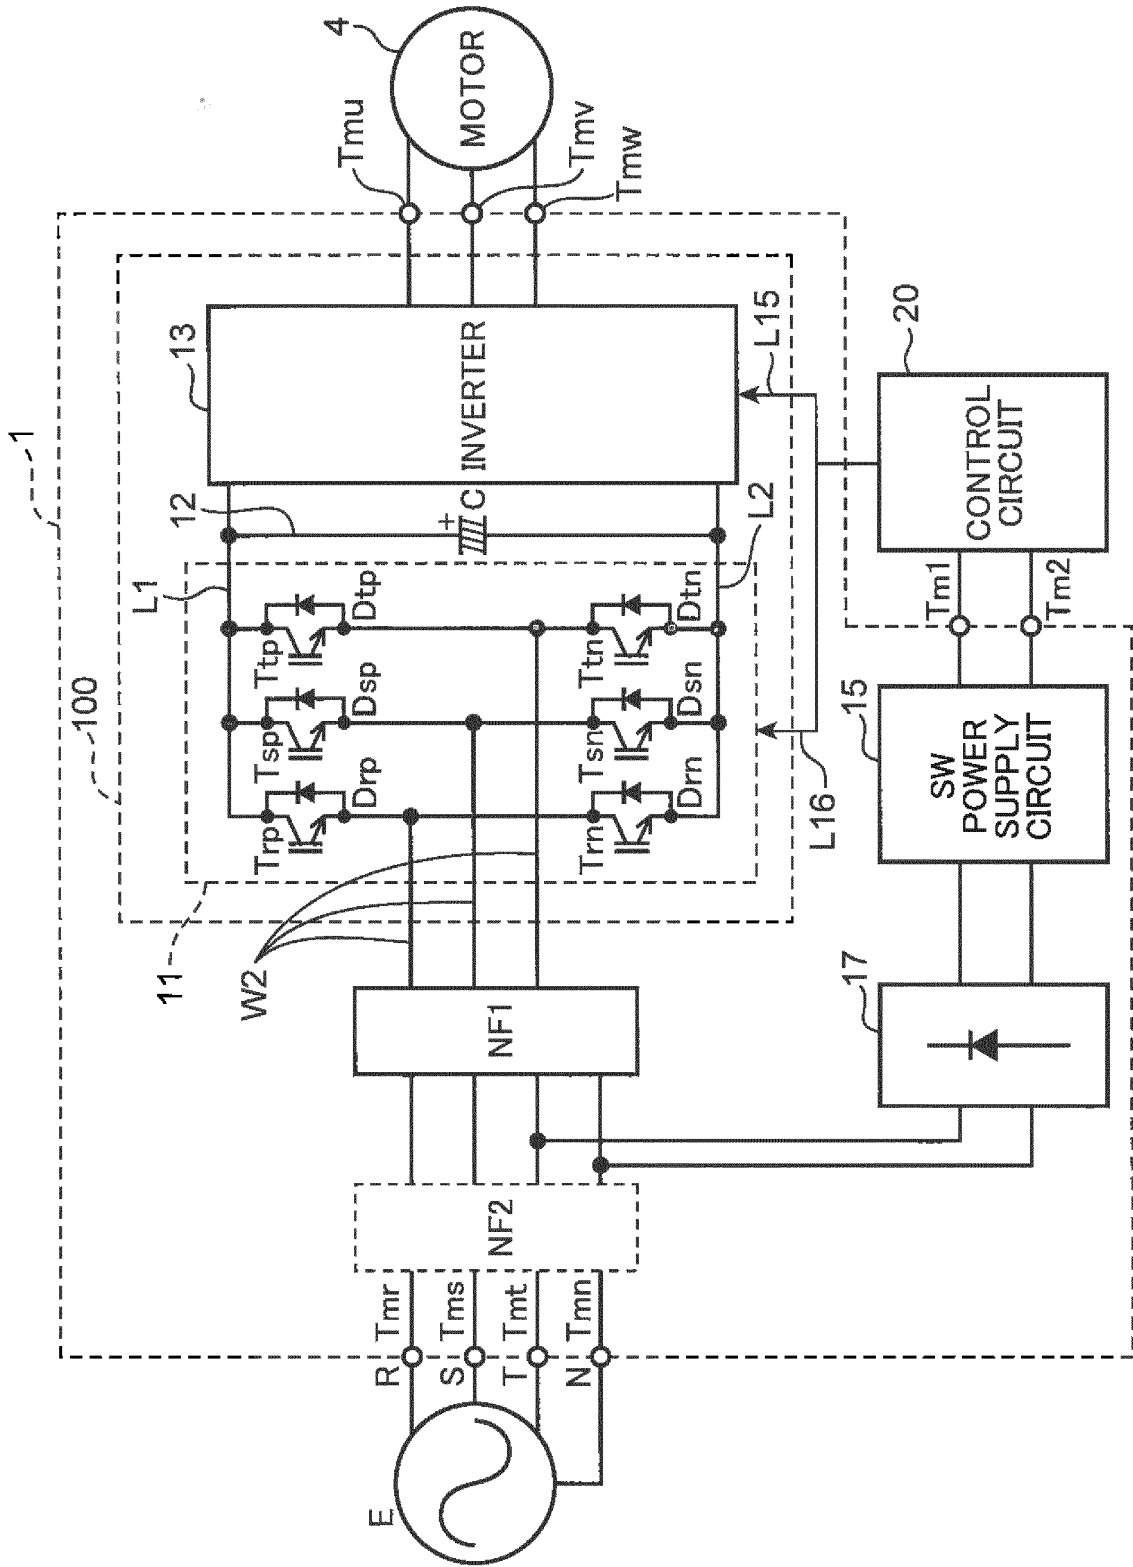 1
100
11
W2
E
R
Tmr
S
Tms
T
Tmt
N
Tmn
NF2
NF1
Trp
Drp
Tsp
Dsp
Ttp
Dtp
Trn
Drn
Tsn
Dsn
Ttn
Dtn
L1
12
+
C
L2
13
INVERTER
Tmu
Tmv
Tmw
4
MOTOR
L15
L16
17
15
SW
POWER
SUPPLY
CIRCUIT
Tm1
Tm2
20
CONTROL
CIRCUIT